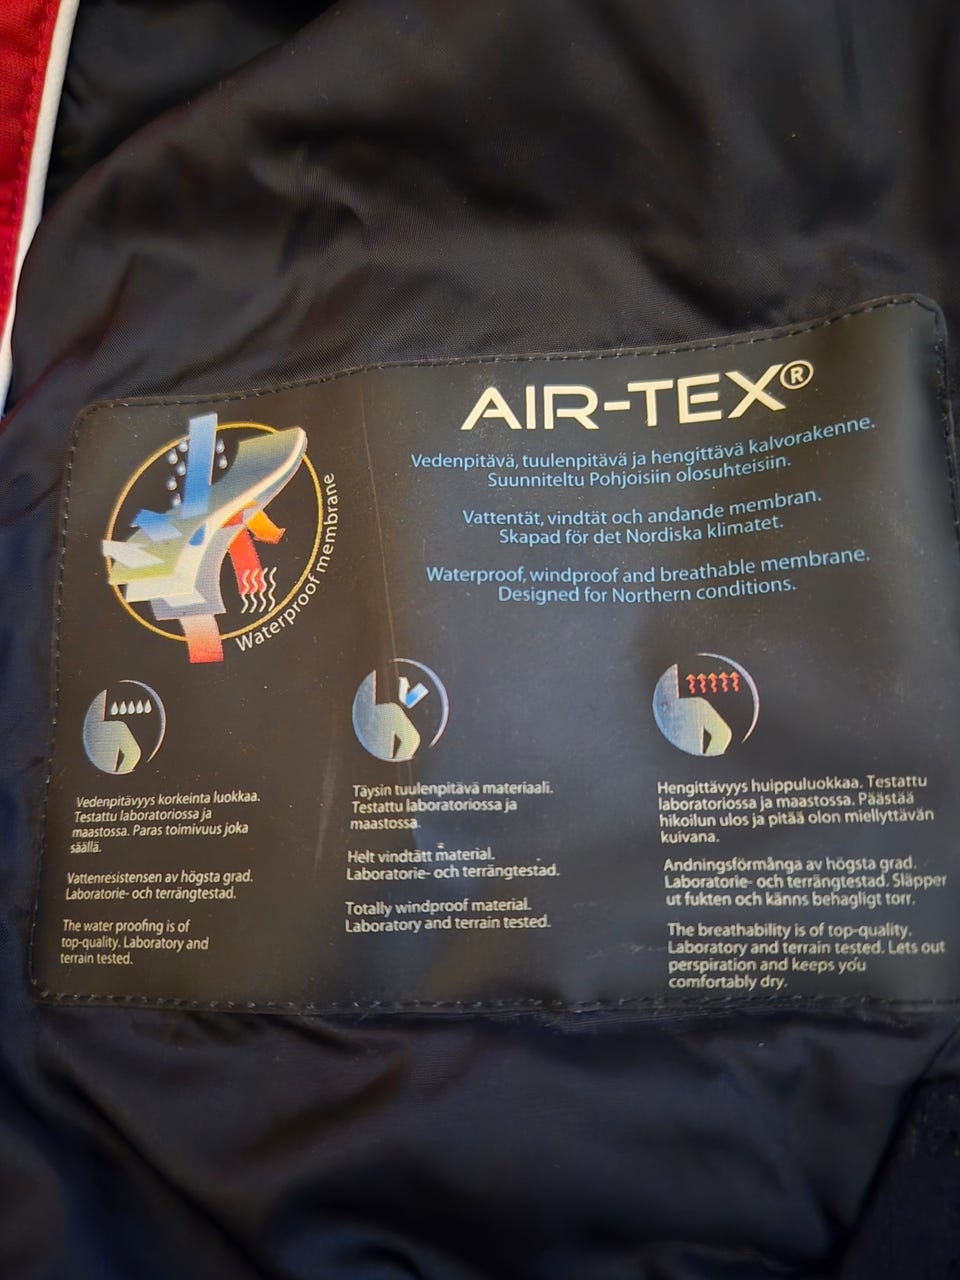 AIR-TEX®
Vedenpitävä, tuulenpitävä ja hengittävä kalvorakenne.
Suunniteltu Pohjoisiin olosuhteisiin.
Vattentät, vindtät och andande membran.
Skapad för det Nordiska klimatet.
Waterproof, windproof and breathable membrane.
Designed for Northern conditions.
Waterproof membrane
Vedenpitävyys korkeinta luokkaa.
Testattu laboratoriossa ja
maastossa. Paras toimivuus joka
säällä.
Vattenresistensen av högsta grad.
Laboratorie- och terrängtestad.
The water proofing is of
top-quality. Laboratory and
terrain tested.
Täysin tuulenpitävä materiaali.
Testattu laboratoriossa ja
maastossa.
Helt vindtätt material.
Laboratorie- och terrängtestad.
Totally windproof material.
Laboratory and terrain tested.
Hengittävyys huippuluokkaa. Testattu
laboratoriossa ja maastossa. Päästää
hikoilun ulos ja pitää olon miellyttävän
kuivana.
Andningsförmånga av högsta grad.
Laboratorie- och terrängtestad. Släpper
ut fukten och känns behagligt torr.
The breathability is of top-quality.
Laboratory and terrain tested. Lets out
perspiration and keeps you
comfortably dry.